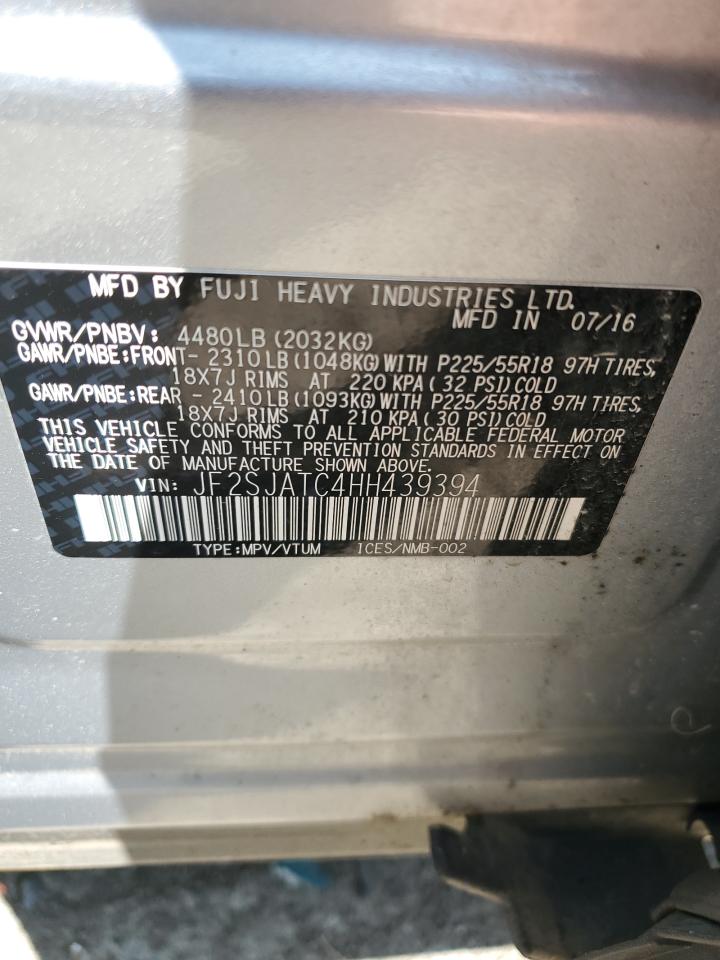 MFD BY FUJI HEAVY INDUSTRIES LTD.
MFD IN 07/16
GVWR/PNBV: 4480LB (2032KG)
GAWR/PNBE:FRONT- 2310LB (1048KG) WITH P225/55R18 97H TIRES,
18X7J RIMS AT 220 KPA ( 32 PSI) COLD
GAWR/PNBE:REAR - 2410LB (1093KG) WITH P225/55R18 97H TIRES,
18X7J RIMS AT 210 KPA ( 30 PSI) COLD
THIS VEHICLE CONFORMS TO ALL APPLICABLE FEDERAL MOTOR
VEHICLE SAFETY AND THEFT PREVENTION STANDARDS IN EFFECT ON
THE DATE OF MANUFACTURE SHOWN ABOVE.
VIN: JF2SJATC4HH439394
TYPE:MPV/VTUM ICES/NMB-002